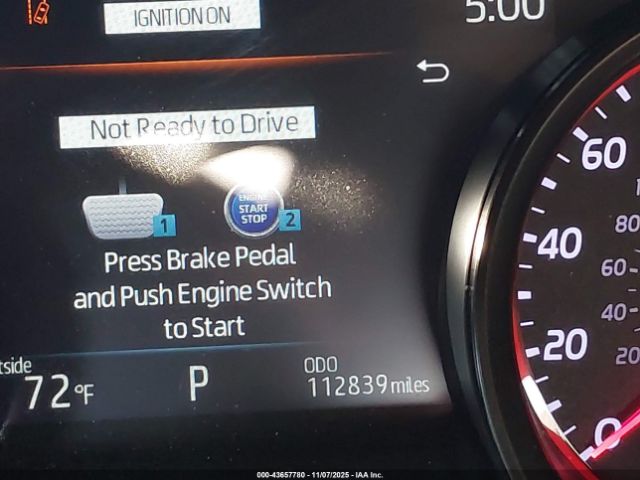 IGNITION ON
5:00
Not Ready to Drive
ENGINE
START
STOP
1
2
Press Brake Pedal
and Push Engine Switch
to Start
tside
72°F
P
ODO
112839 miles
60
40
20
0
80
60
40
20
000-43657780 - 11/07/2025 - IAA Inc.